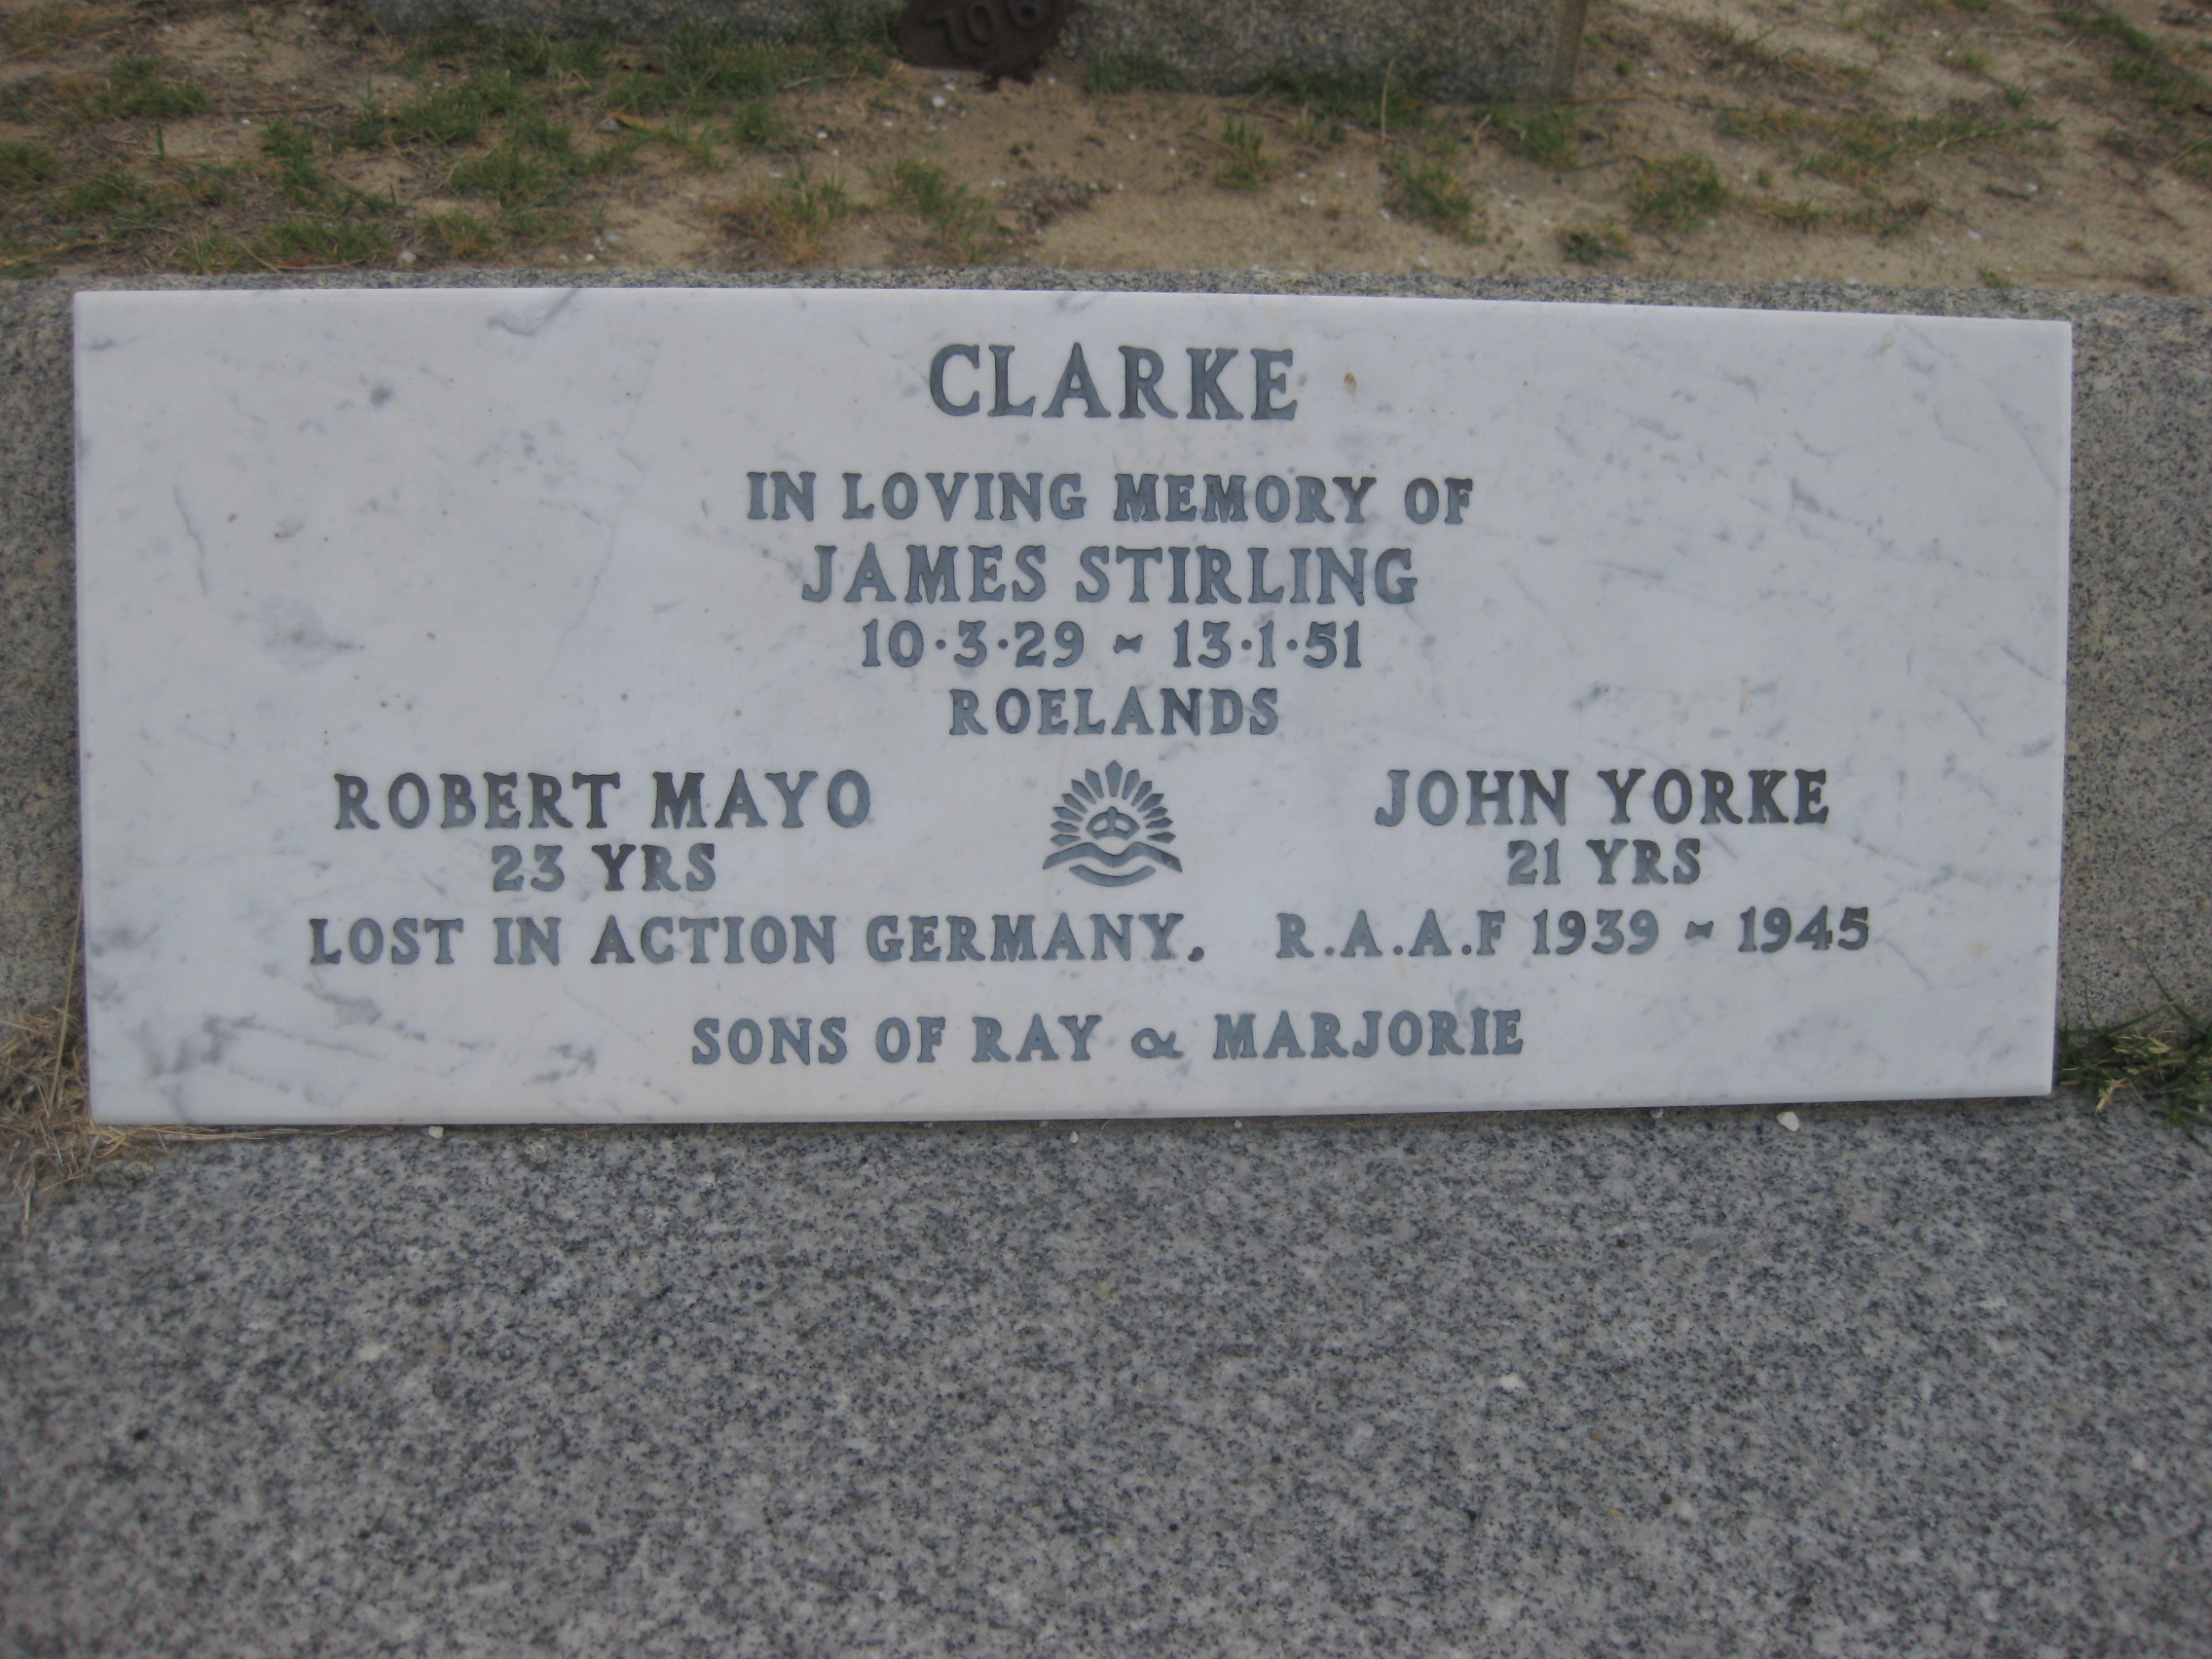 706
CLARKE
IN LOVING MEMORY OF
JAMES STIRLING
10·3·29 ~ 13·1·51
ROELANDS
ROBERT MAYO JOHN YORKE
23 YRS 21 YRS
LOST IN ACTION GERMANY. R.A.A.F 1939 ~ 1945
SONS OF RAY & MARJORIE